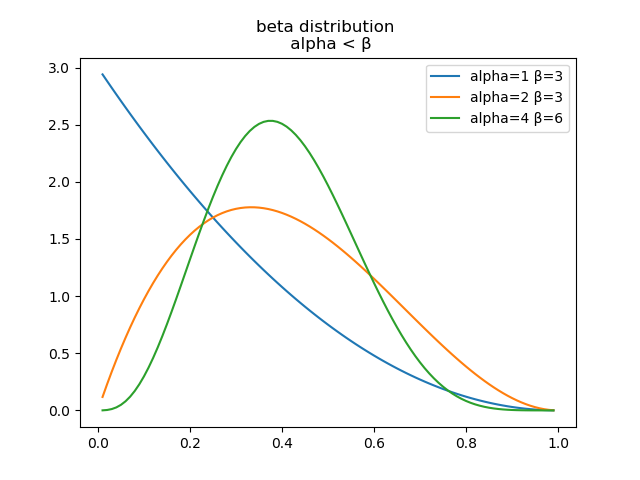 beta distribution
alpha < β
3.0
2.5
2.0
1.5
1.0
0.5
0.0
0.0 0.2 0.4 0.6 0.8 1.0
alpha=1 β=3
alpha=2 β=3
alpha=4 β=6